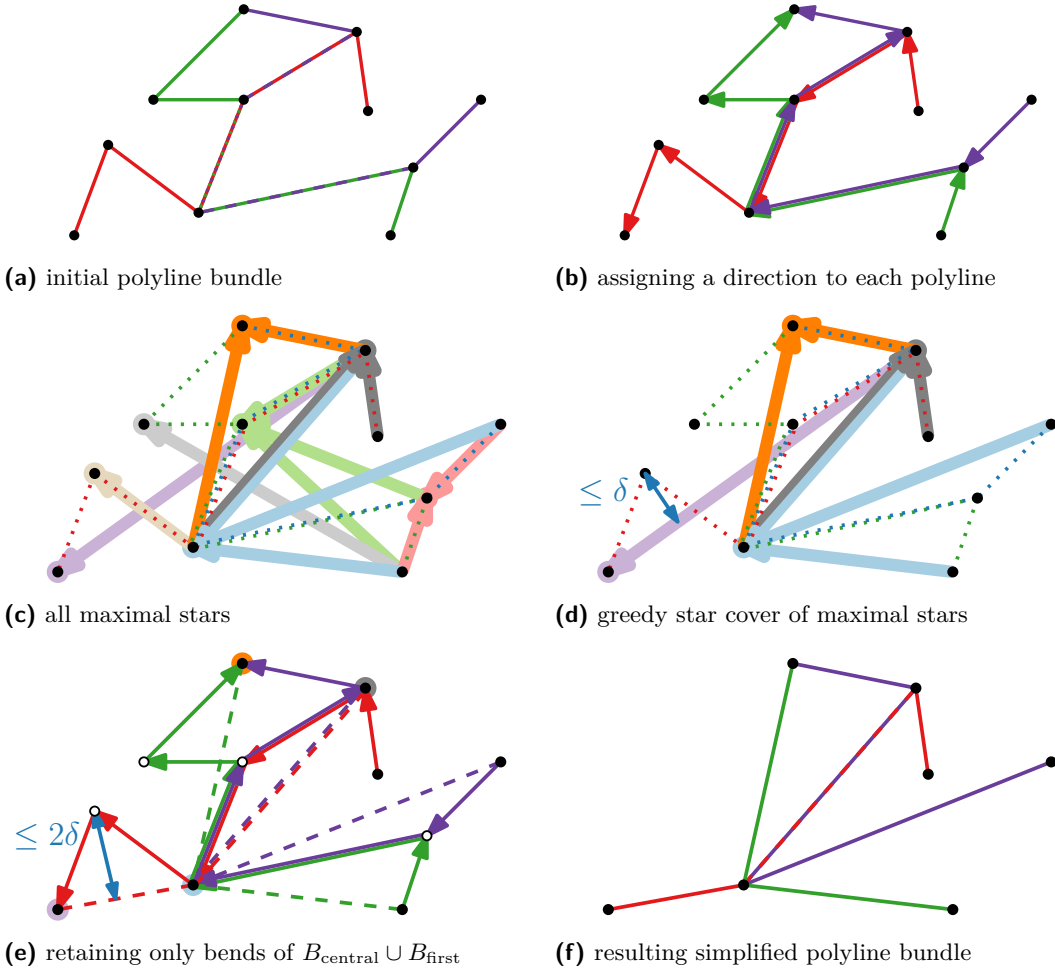 (a) initial polyline bundle
(b) assigning a direction to each polyline
≤ δ
(c) all maximal stars
(d) greedy star cover of maximal stars
≤ 2δ
(e) retaining only bends of B_central ∪ B_first
(f) resulting simplified polyline bundle